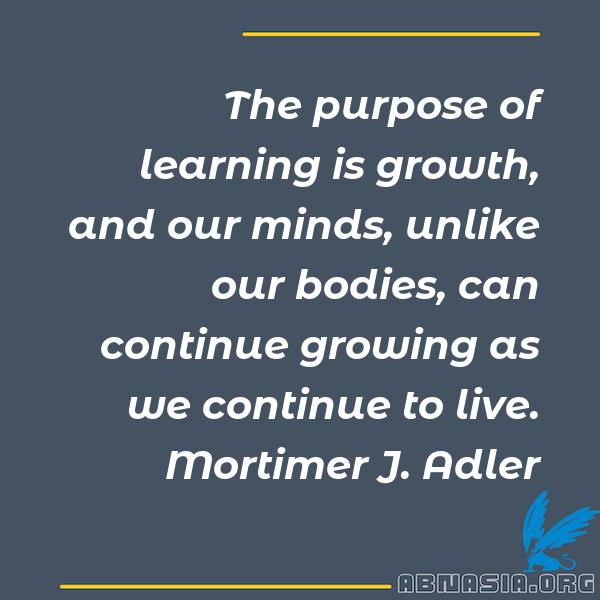 The purpose of
learning is growth,
and our minds, unlike
our bodies, can
continue growing as
we continue to live.
Mortimer J. Adler
ABNASIA.ORG